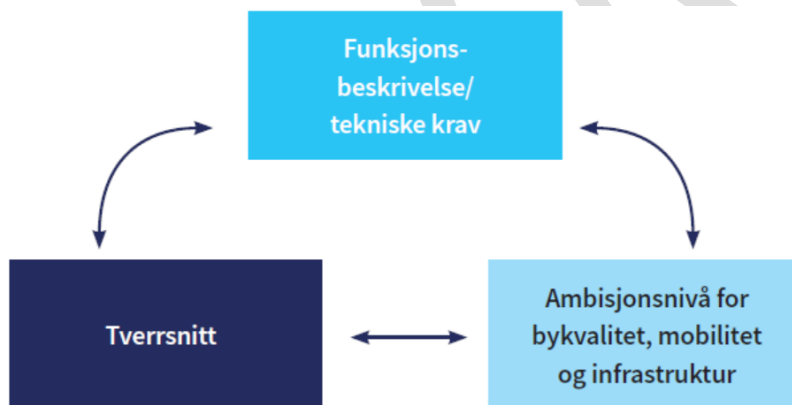 Funksjons-
beskrivelse/
tekniske krav
Tverrsnitt
Ambisjonsnivå for
bykvalitet, mobilitet
og infrastruktur